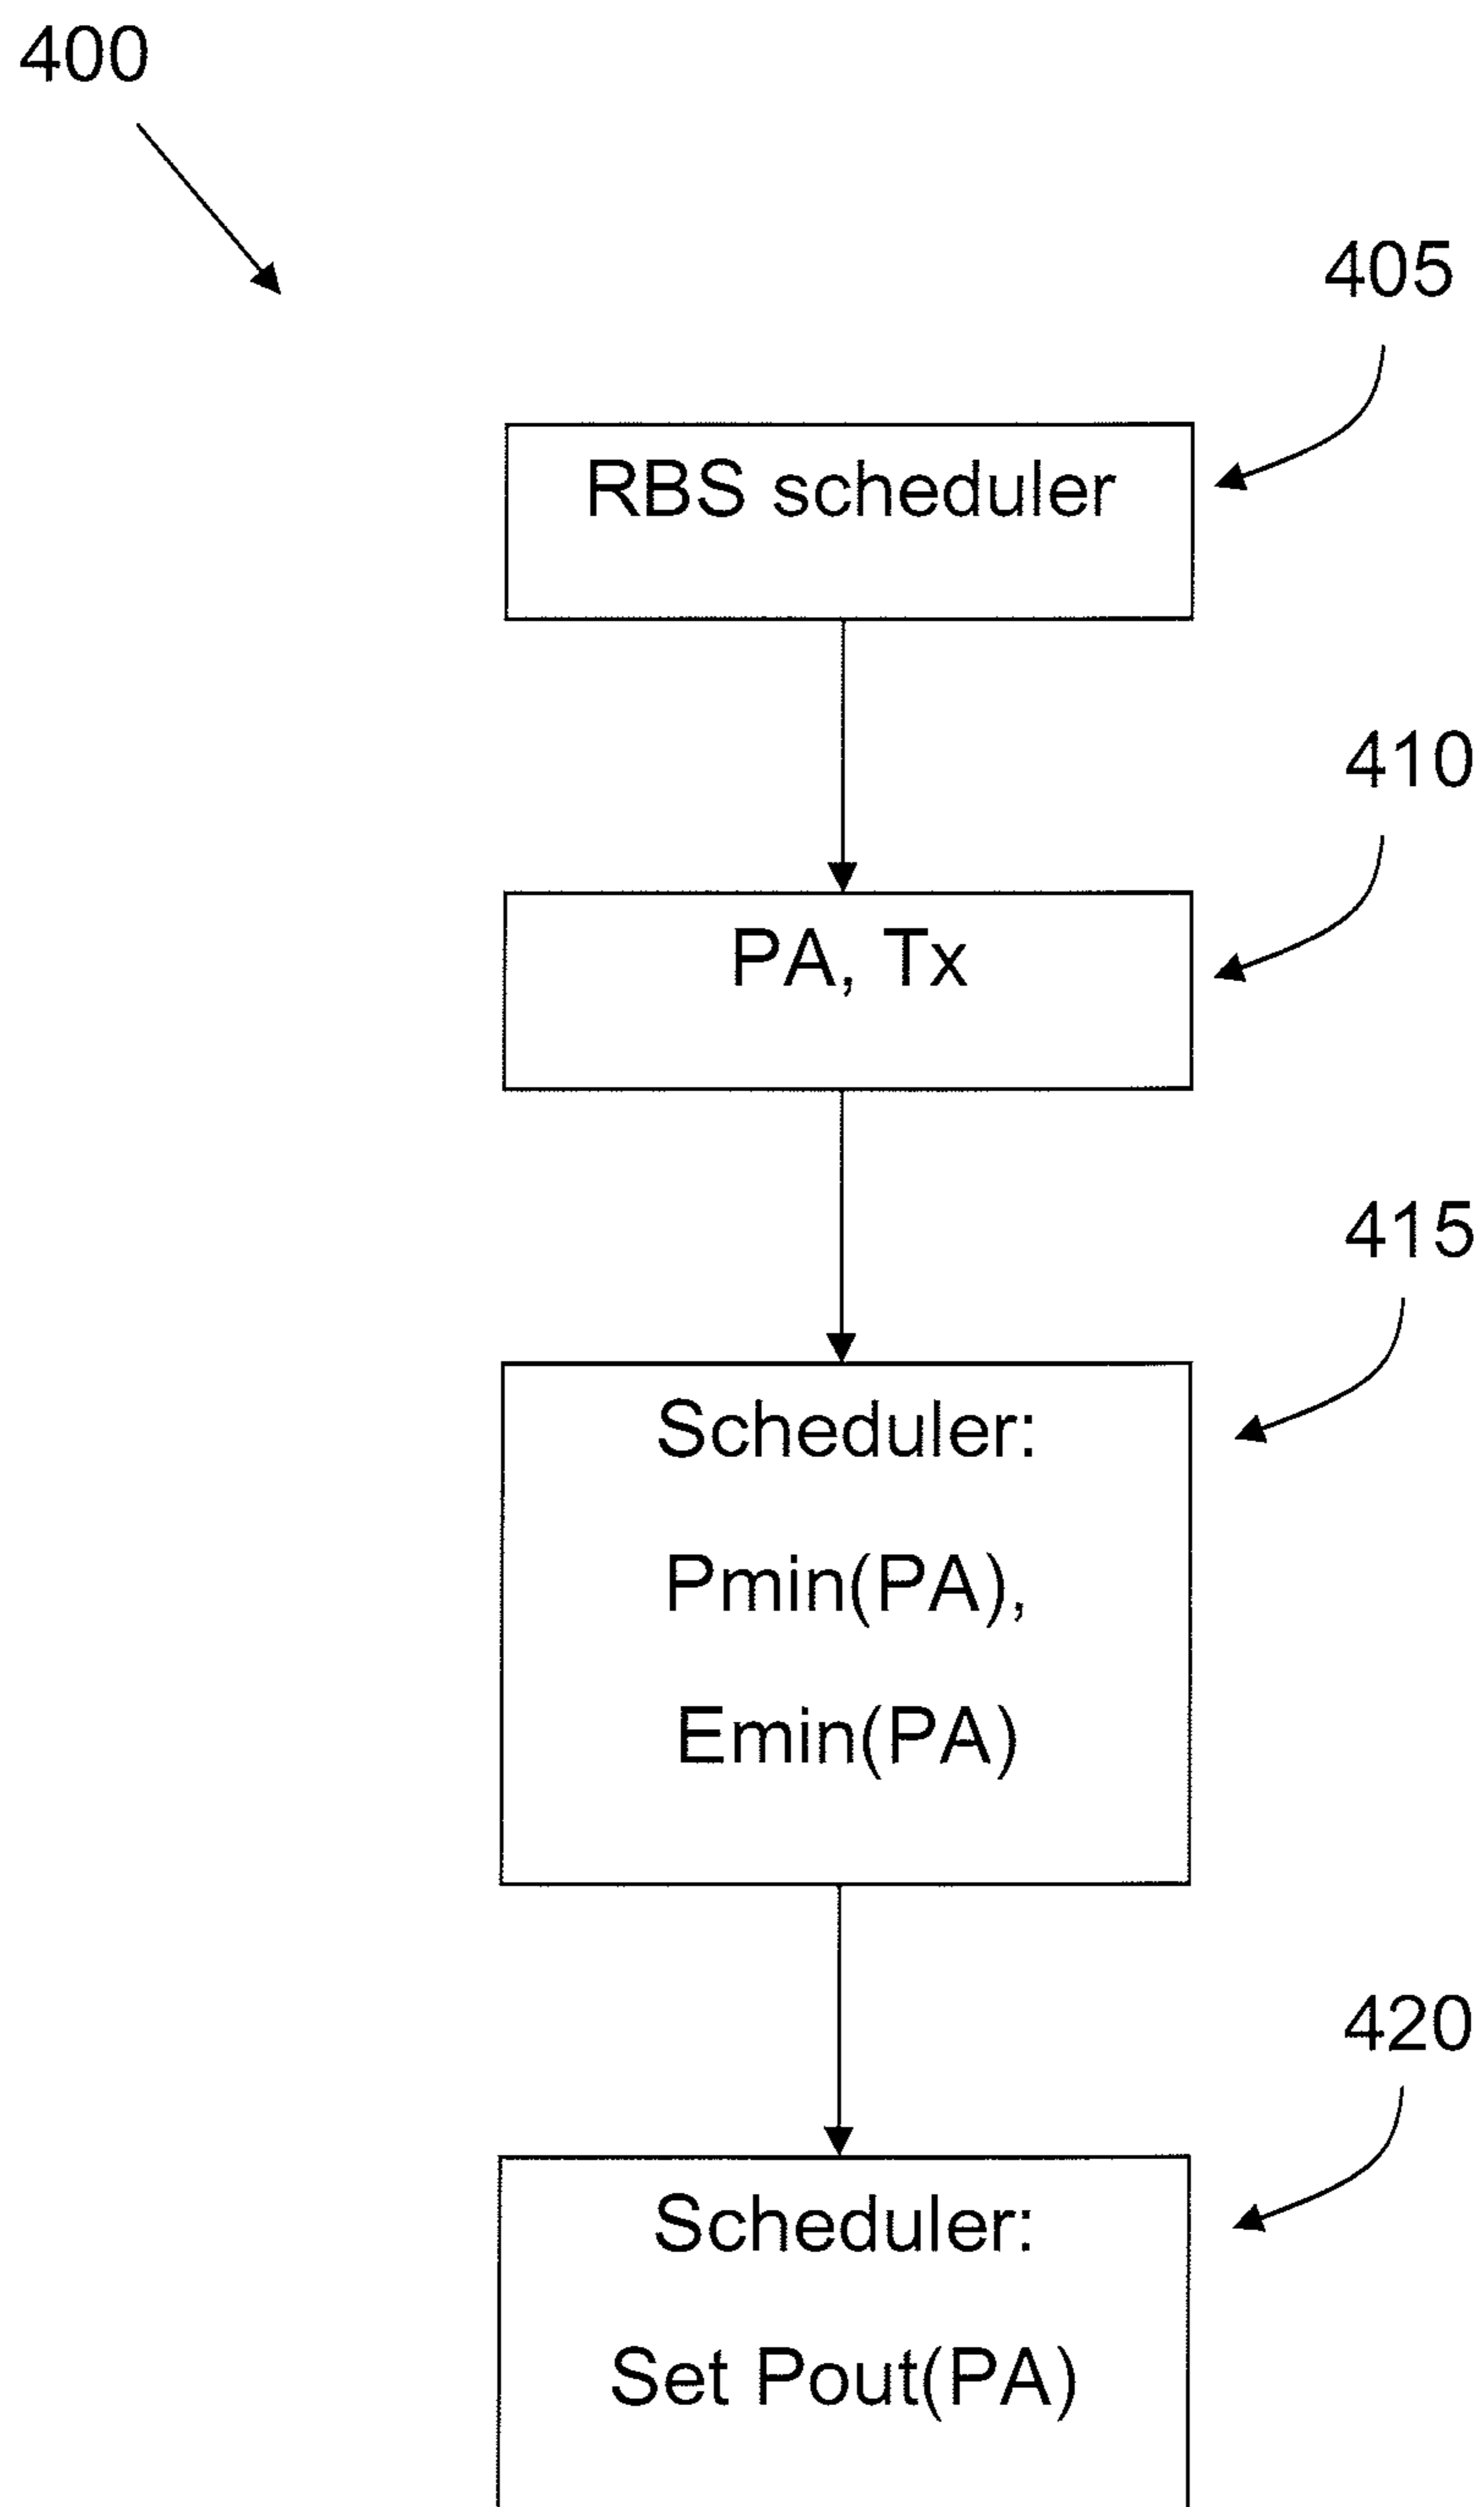 400
405
RBS scheduler
410
PA, Tx
415
Scheduler:
Pmin(PA),
Emin(PA)
420
Scheduler:
Set Pout(PA)